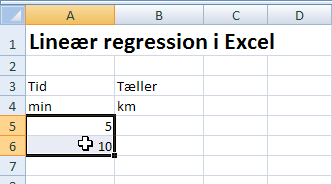 A B C D
1 Lineær regression i Excel
2
3 Tid Tæller
4 min km
5 5
6 10
7